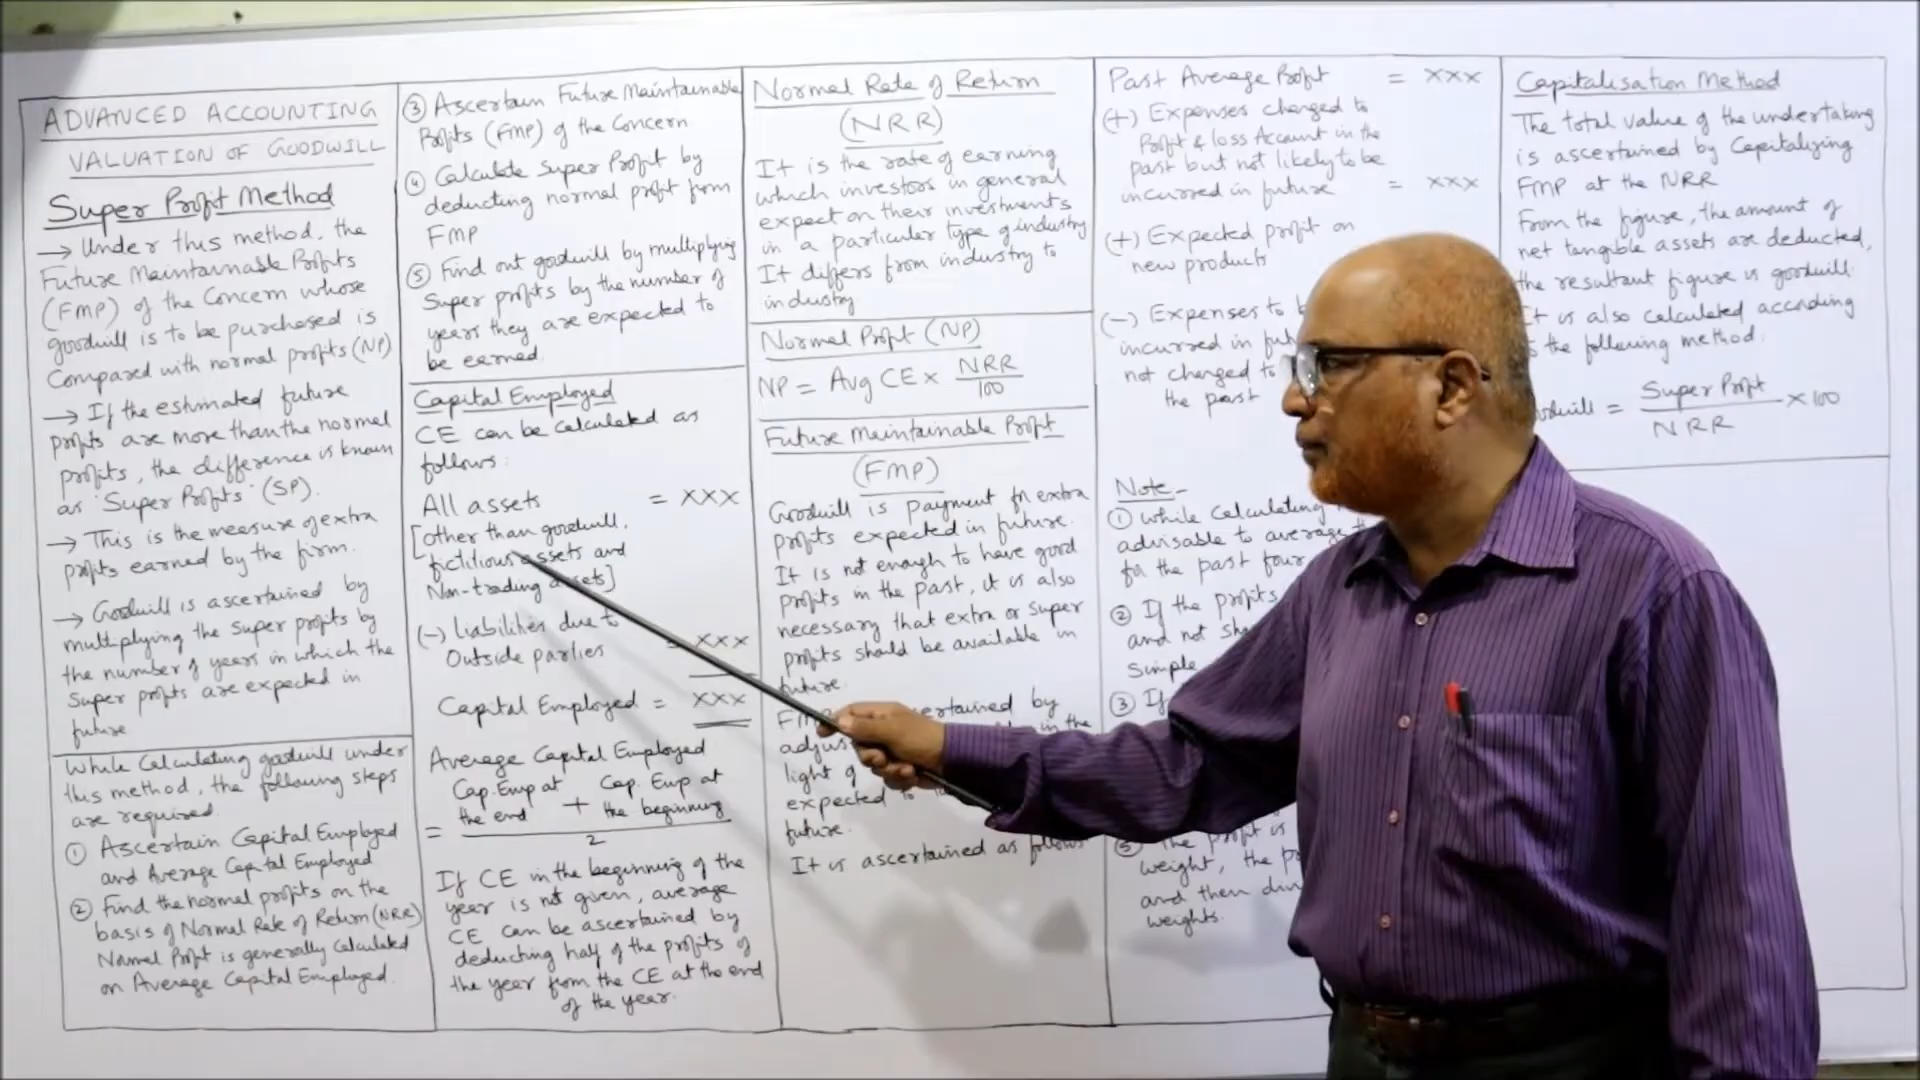 ADVANCED ACCOUNTING
VALUATION OF GOODWILL
Super Profit Method
→ Under this method, the
Future Maintainable Profits
(FMP) of the Concern whose
goodwill is to be purchased is
Compared with normal profits (NP)
→ If the estimated future
profits are more than the normal
profits, the difference is known
as 'Super Profits' (SP).
→ This is the measure of extra
profits earned by the firm.
→ Goodwill is ascertained by
multiplying the super profits by
the number of years in which the
Super profits are expected in
future
While Calculating goodwill under
this method, the following steps
are required.
① Ascertain Capital Employed
and Average Capital Employed
② Find the normal profits on the
basis of Normal Rate of Return (NRR)
Normal Profit is generally calculated
on Average Capital Employed.
③ Ascertain Future Maintainable
Profits (FMP) of the Concern
④ Calculate Super Profit by
deducting normal profit from
FMP
⑤ Find out goodwill by multiplying
Super profits by the number of
years they are expected to
be earned.
Capital Employed
CE can be calculated as
follows:
All assets = XXX
[other than goodwill,
fictitious assets and
Non-trading assets]
(-) Liabilities due to
Outside parties = XXX
Capital Employed = XXX
Average Capital Employed
= Cap. Emp at the end + Cap. Emp at the beginning
2
If CE in the beginning of the
year is not given, average
CE can be ascertained by
deducting half of the profits of
the year from the CE at the end
of the year.
Normal Rate of Return
(NRR)
It is the rate of earning
which investors in general
expect on their investments
in a particular type of industry
It differs from industry to
industry
Normal Profit (NP)
NP = Avg CE × NRR
100
Future Maintainable Profit
(FMP)
Goodwill is payment for extra
profits expected in future.
It is not enough to have good
profits in the past, it is also
necessary that extra or super
profits should be available in
future.
by
in the
light of
expected to
future.
It is ascertained as follows
Past Average Profit = XXX
(+) Expenses charged to
Profit & loss Account in the
past but not likely to be
incurred in future = XXX
(+) Expected profit on
new products
(-) Expenses to
incurred in
not charged to
the past
Note-
① While calculating
advisable to average
for the past four
② If the profits
and not
Simple
③ If
⑤ The profit is
weight, the
and then
weights.
Capitalisation Method
The total value of the undertaking
is ascertained by Capitalizing
FMP at the NRR
From the figure, the amount of
net tangible assets are deducted,
the resultant figure is goodwill.
It is also calculated according
the following method.
= Super Profit × 100
NRR